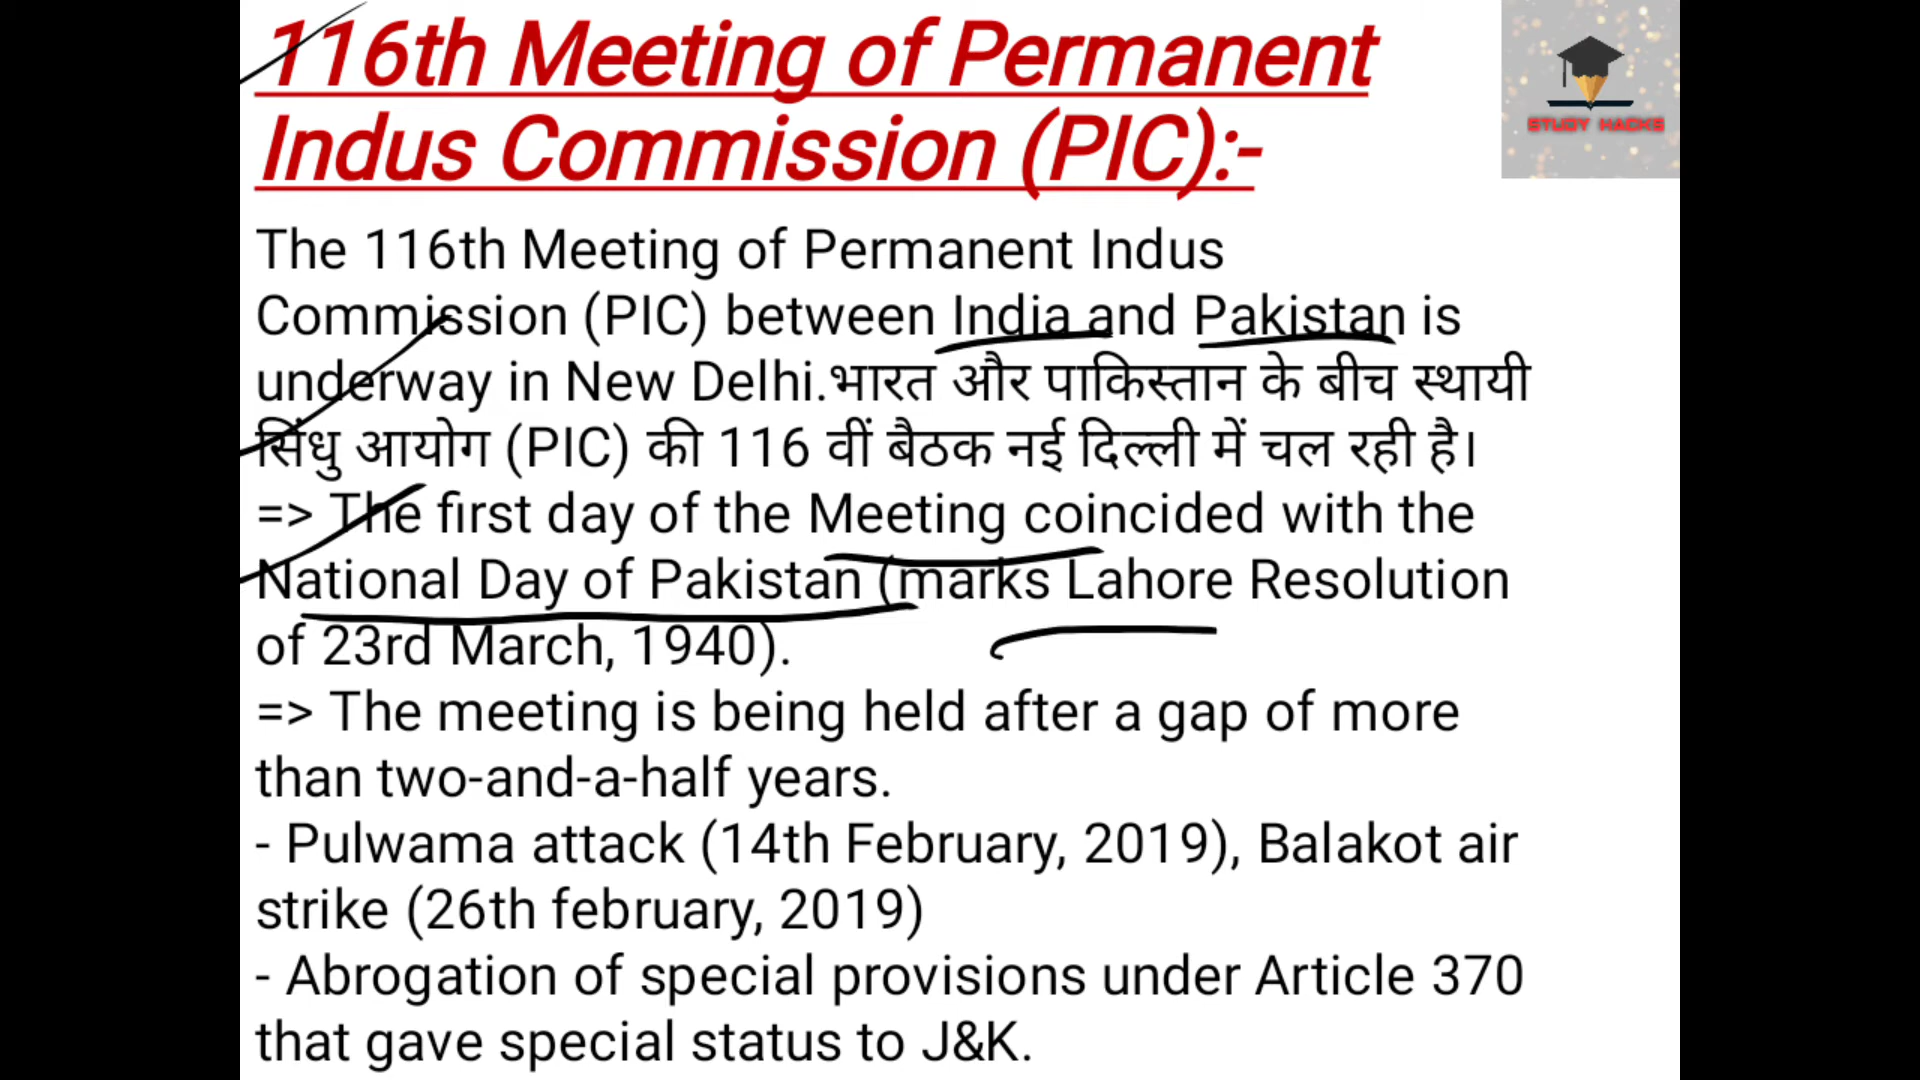 116th Meeting of Permanent
Indus Commission (PIC):-
STUDY HACKS
The 116th Meeting of Permanent Indus
Commission (PIC) between India and Pakistan is
underway in New Delhi.भारत और पाकिस्तान के बीच स्थायी
सिंधु आयोग (PIC) की 116 वीं बैठक नई दिल्ली में चल रही है।
=> The first day of the Meeting coincided with the
National Day of Pakistan (marks Lahore Resolution
of 23rd March, 1940).
=> The meeting is being held after a gap of more
than two-and-a-half years.
- Pulwama attack (14th February, 2019), Balakot air
strike (26th february, 2019)
- Abrogation of special provisions under Article 370
that gave special status to J&K.